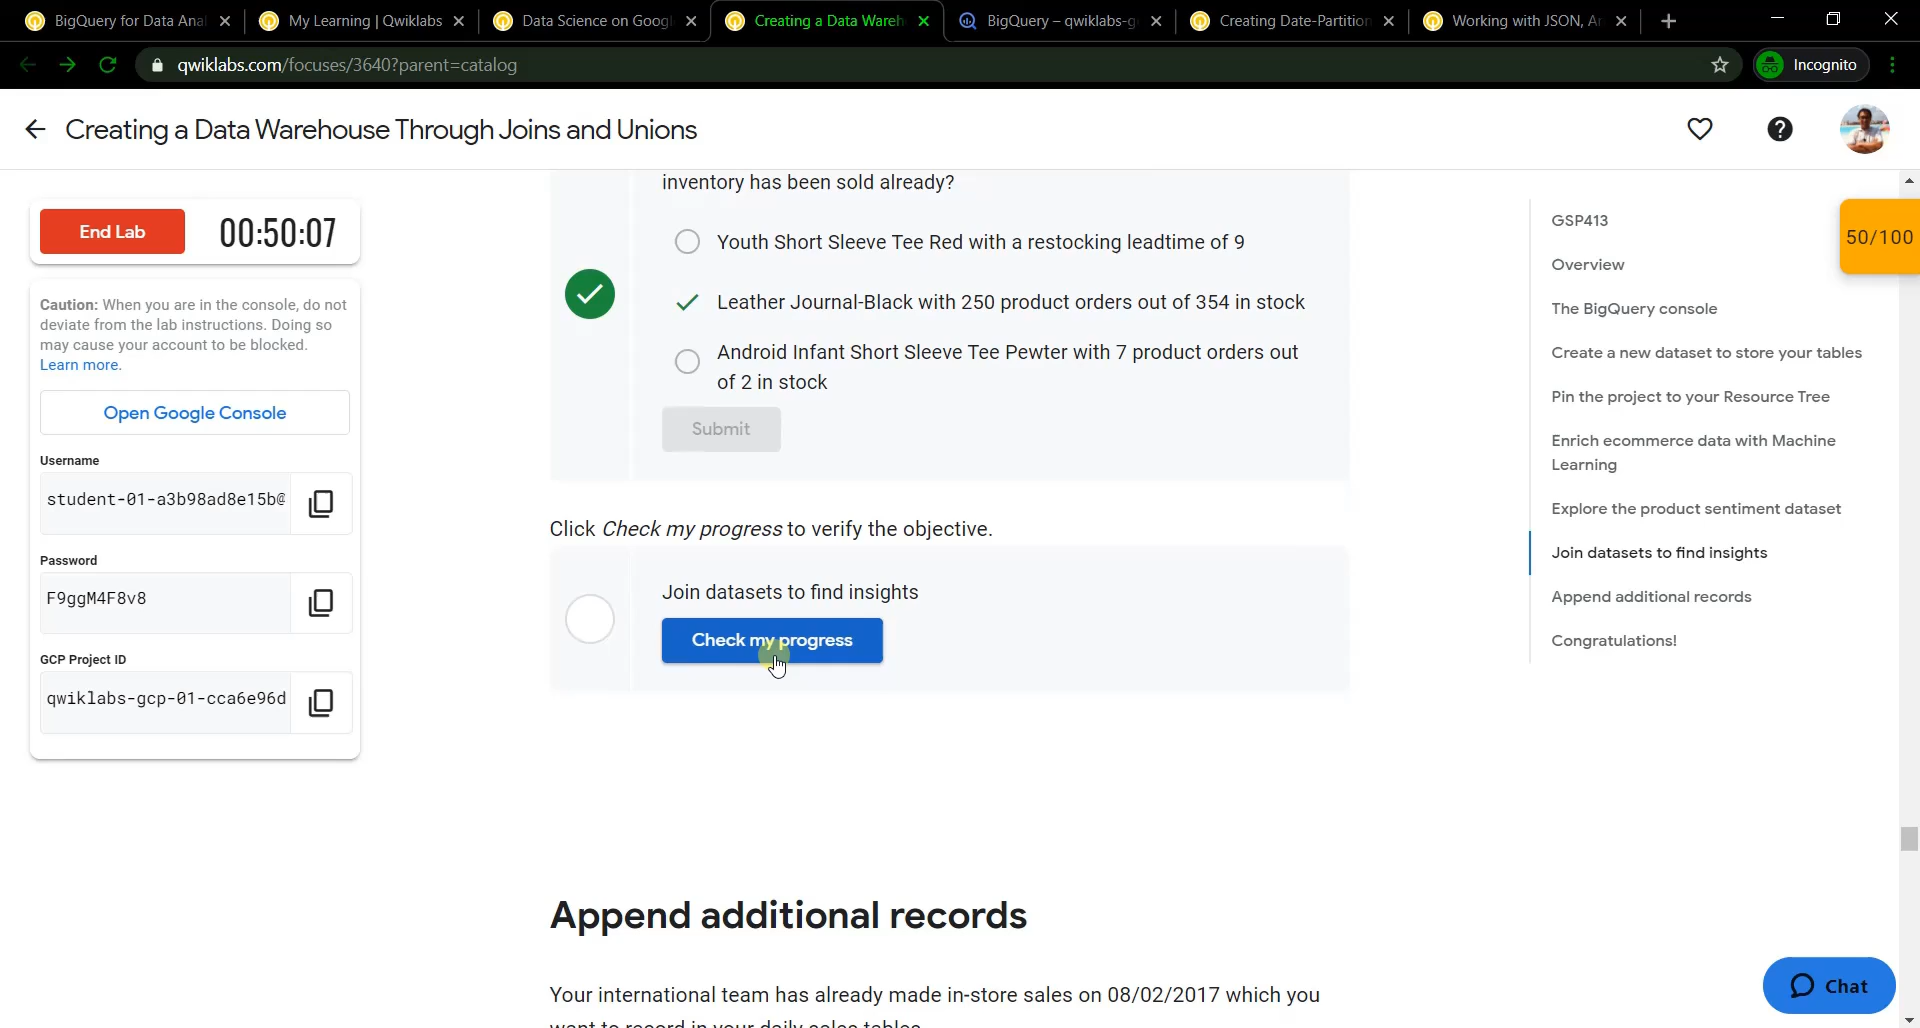 BigQuery for Data Anal
My Learning | Qwiklabs
Data Science on Googl
Creating a Data Wareh
BigQuery – qwiklabs-g
Creating Date-Partition
Working with JSON, Ar
qwiklabs.com/focuses/3640?parent=catalog
Incognito
Creating a Data Warehouse Through Joins and Unions
End Lab
00:50:07
Caution: When you are in the console, do not
deviate from the lab instructions. Doing so
may cause your account to be blocked.
Learn more.
Open Google Console
Username
student-01-a3b98ad8e15b@
Password
F9ggM4F8v8
GCP Project ID
qwiklabs-gcp-01-cca6e96d
inventory has been sold already?
Youth Short Sleeve Tee Red with a restocking leadtime of 9
Leather Journal-Black with 250 product orders out of 354 in stock
Android Infant Short Sleeve Tee Pewter with 7 product orders out
of 2 in stock
Submit
Click Check my progress to verify the objective.
Join datasets to find insights
Check my progress
Append additional records
Your international team has already made in-store sales on 08/02/2017 which you
want to record in your daily sales tables.
GSP413
Overview
The BigQuery console
Create a new dataset to store your tables
Pin the project to your Resource Tree
Enrich ecommerce data with Machine
Learning
Explore the product sentiment dataset
Join datasets to find insights
Append additional records
Congratulations!
50/100
Chat